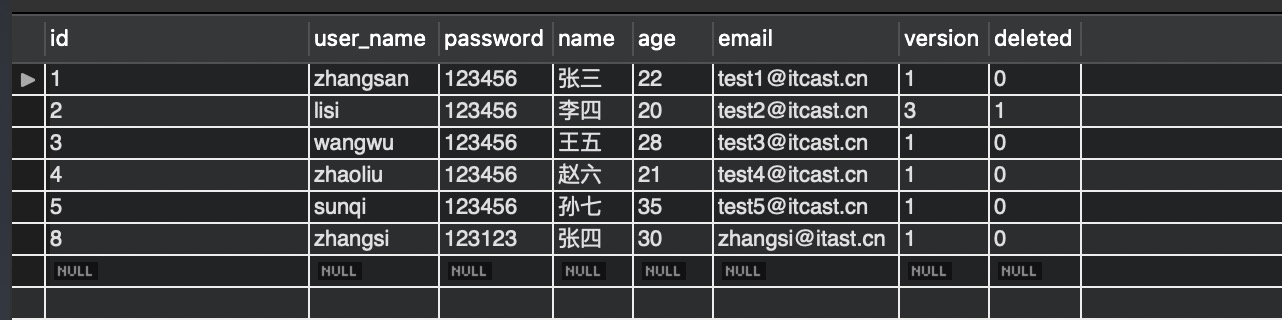 id user_name password name age email version deleted
1 zhangsan 123456 张三 22 test1@itcast.cn 1 0
2 lisi 123456 李四 20 test2@itcast.cn 3 1
3 wangwu 123456 王五 28 test3@itcast.cn 1 0
4 zhaoliu 123456 赵六 21 test4@itcast.cn 1 0
5 sunqi 123456 孙七 35 test5@itcast.cn 1 0
8 zhangsi 123123 张四 30 zhangsi@itast.cn 1 0
NULL NULL NULL NULL NULL NULL NULL NULL